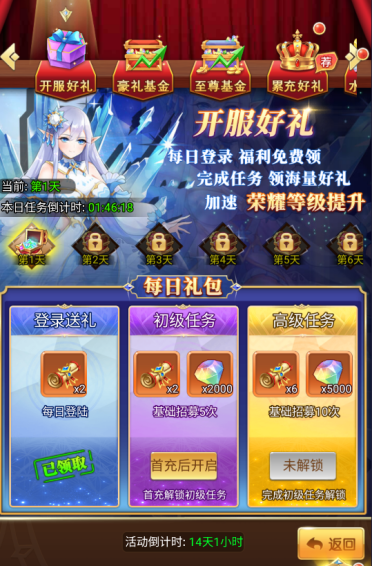 开服好礼
豪礼基金
至尊基金
累充好礼
荐
开服好礼
每日登录 福利免费领
完成任务 领海量好礼
加速 荣耀等级提升
当前: 第1天
本日任务倒计时: 01:46:18
第1天
第2天
第3天
第4天
第5天
第6天
每日礼包
登录送礼
初级任务
高级任务
x2
x2
x2000
x6
x5000
每日登陆
基础招募5次
基础招募10次
已领取
首充后开启
未解锁
首充解锁初级任务
完成初级任务解锁
活动倒计时: 14天1小时
返回